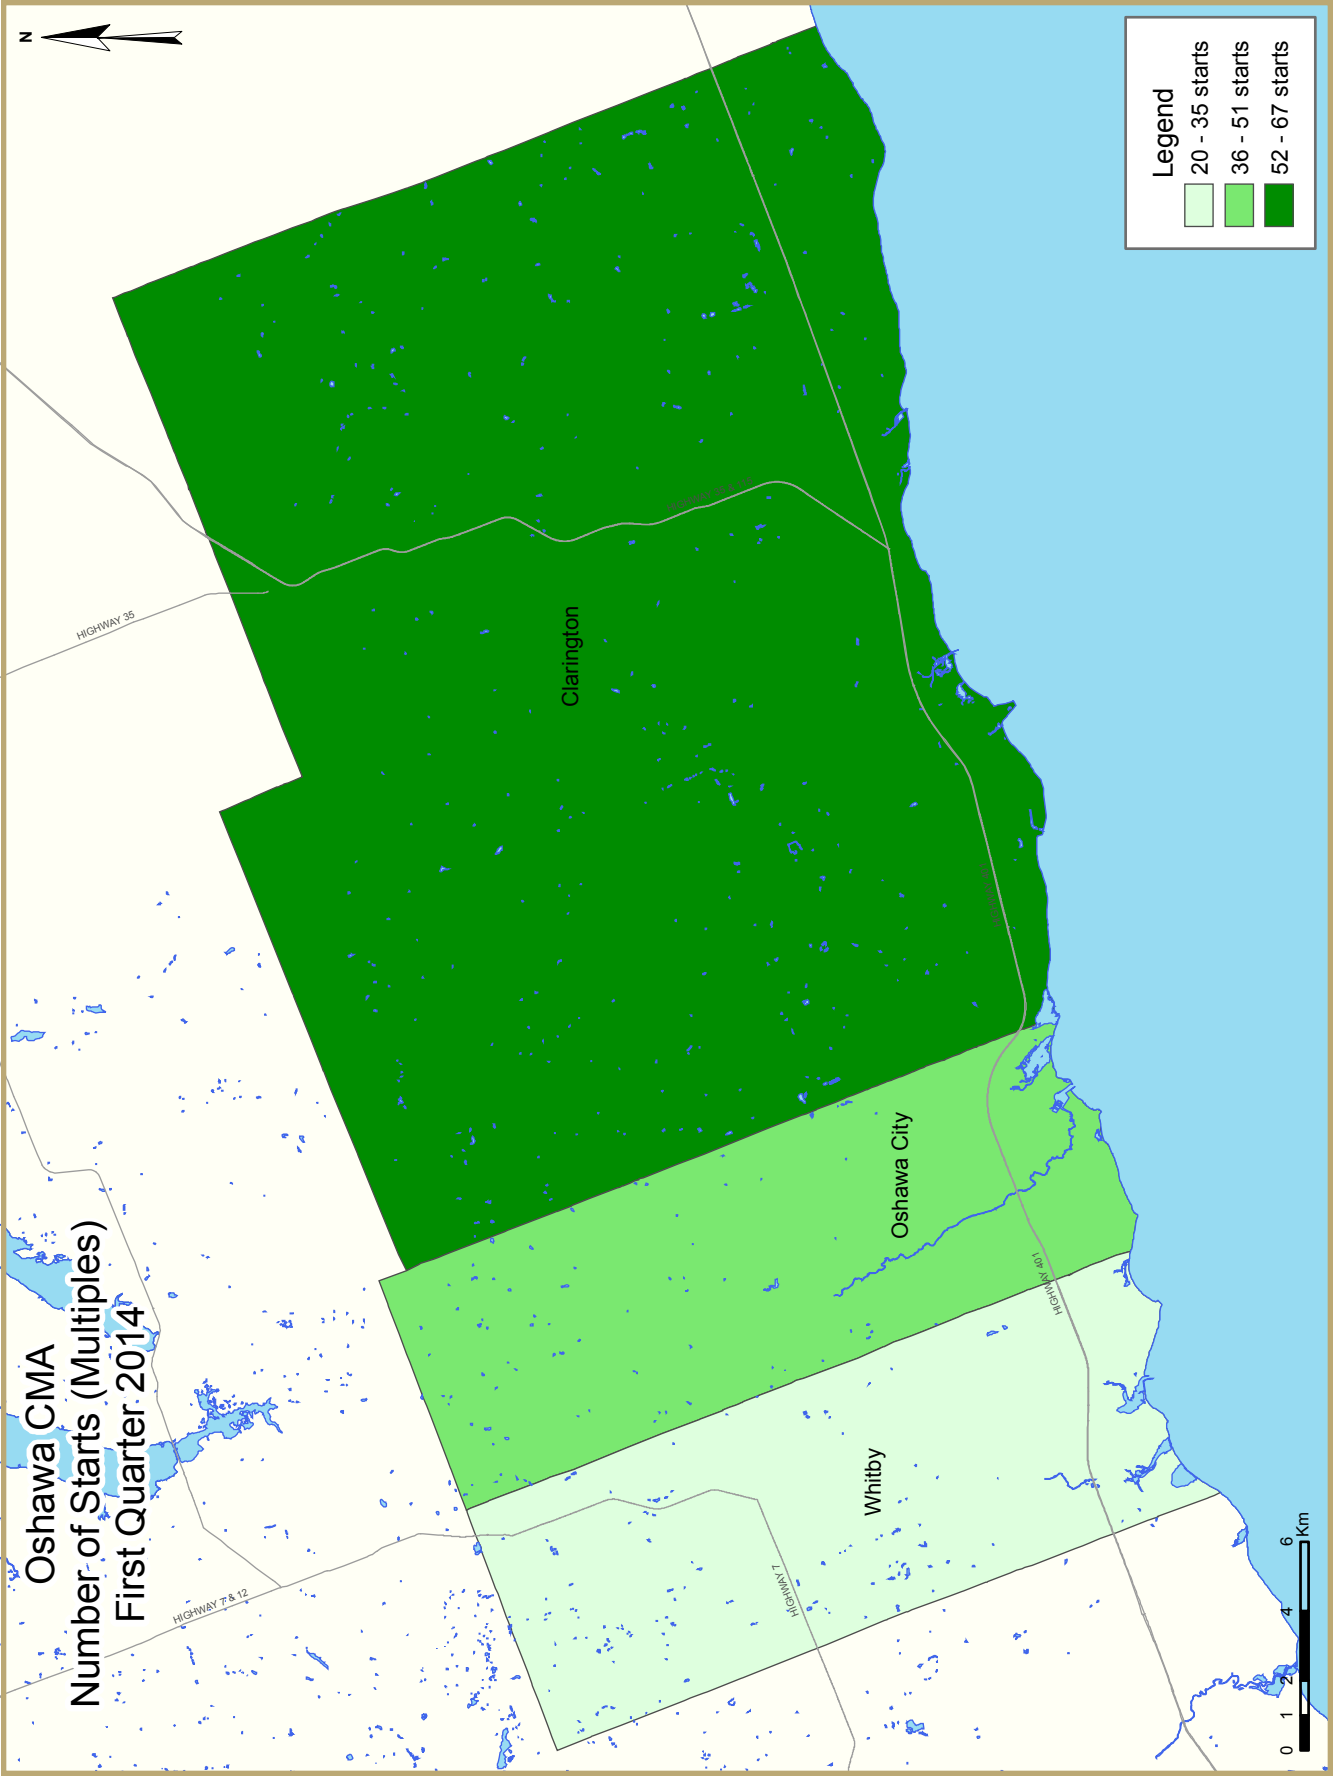 Oshawa CMA
Number of Starts (Multiples)
First Quarter 2014
N
HIGHWAY 7 & 12
HIGHWAY 35
Clarington
Oshawa City
Whitby
HIGHWAY 7
HIGHWAY 401
Legend
20 - 35 starts
36 - 51 starts
52 - 67 starts
0 1 2 4 6
Km